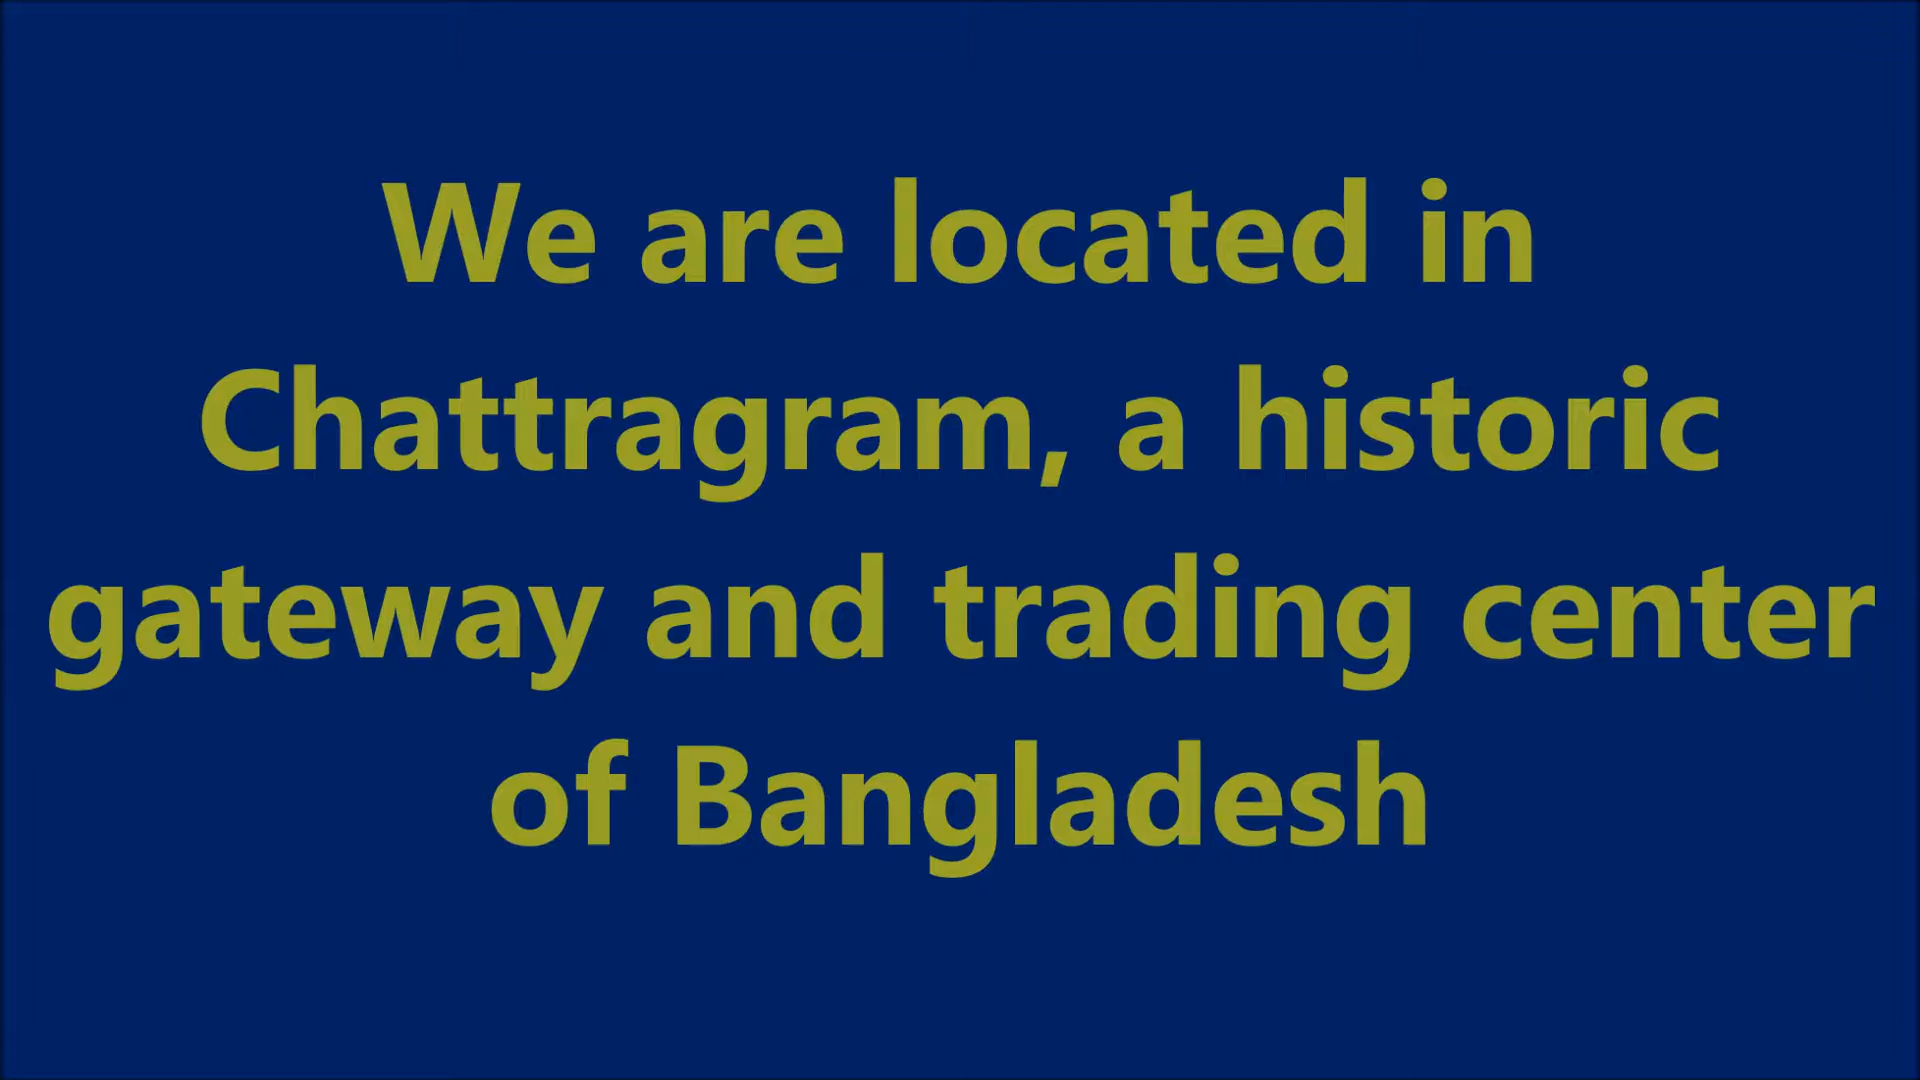 We are located in
Chattragram, a historic
gateway and trading center
of Bangladesh